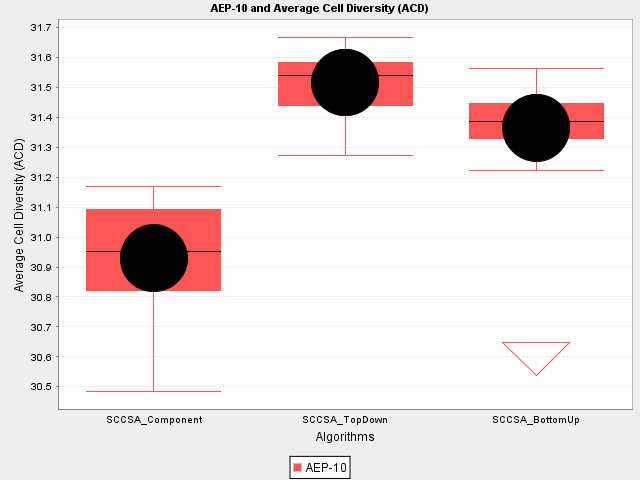 AEP-10 and Average Cell Diversity (ACD)
Average Cell Diversity (ACD)
31.7
31.6
31.5
31.4
31.3
31.2
31.1
31.0
30.9
30.8
30.7
30.6
30.5
SCCSA_Component SCCSA_TopDown SCCSA_BottomUp
Algorithms
AEP-10